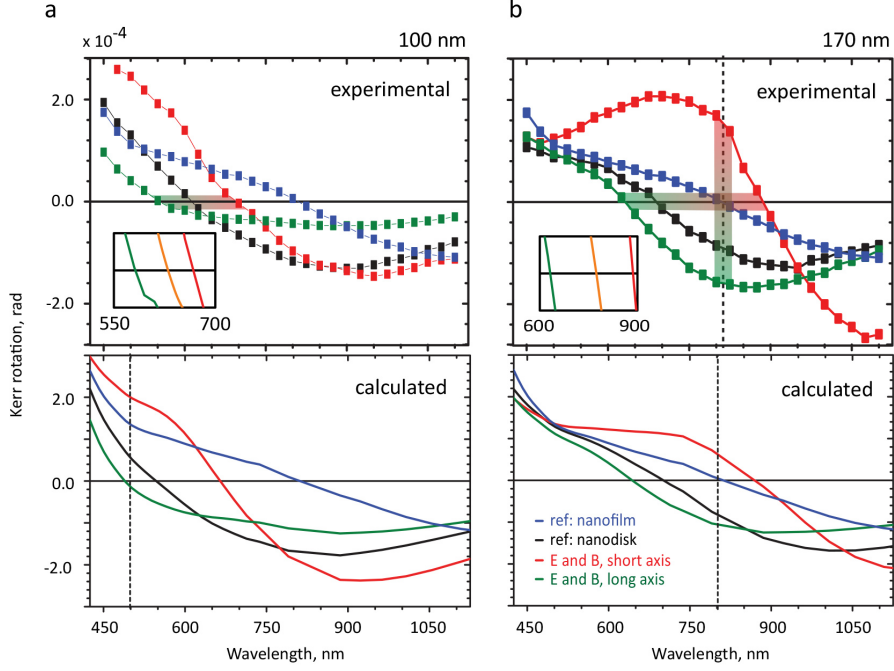 a
b
x 10⁻⁴
100 nm
170 nm
experimental
experimental
2.0
0.0
-2.0
550 700
600 900
Kerr rotation, rad
calculated
calculated
2.0
0.0
-2.0
ref: nanofilm
ref: nanodisk
E and B, short axis
E and B, long axis
450 600 750 900 1050
450 600 750 900 1050
Wavelength, nm
Wavelength, nm